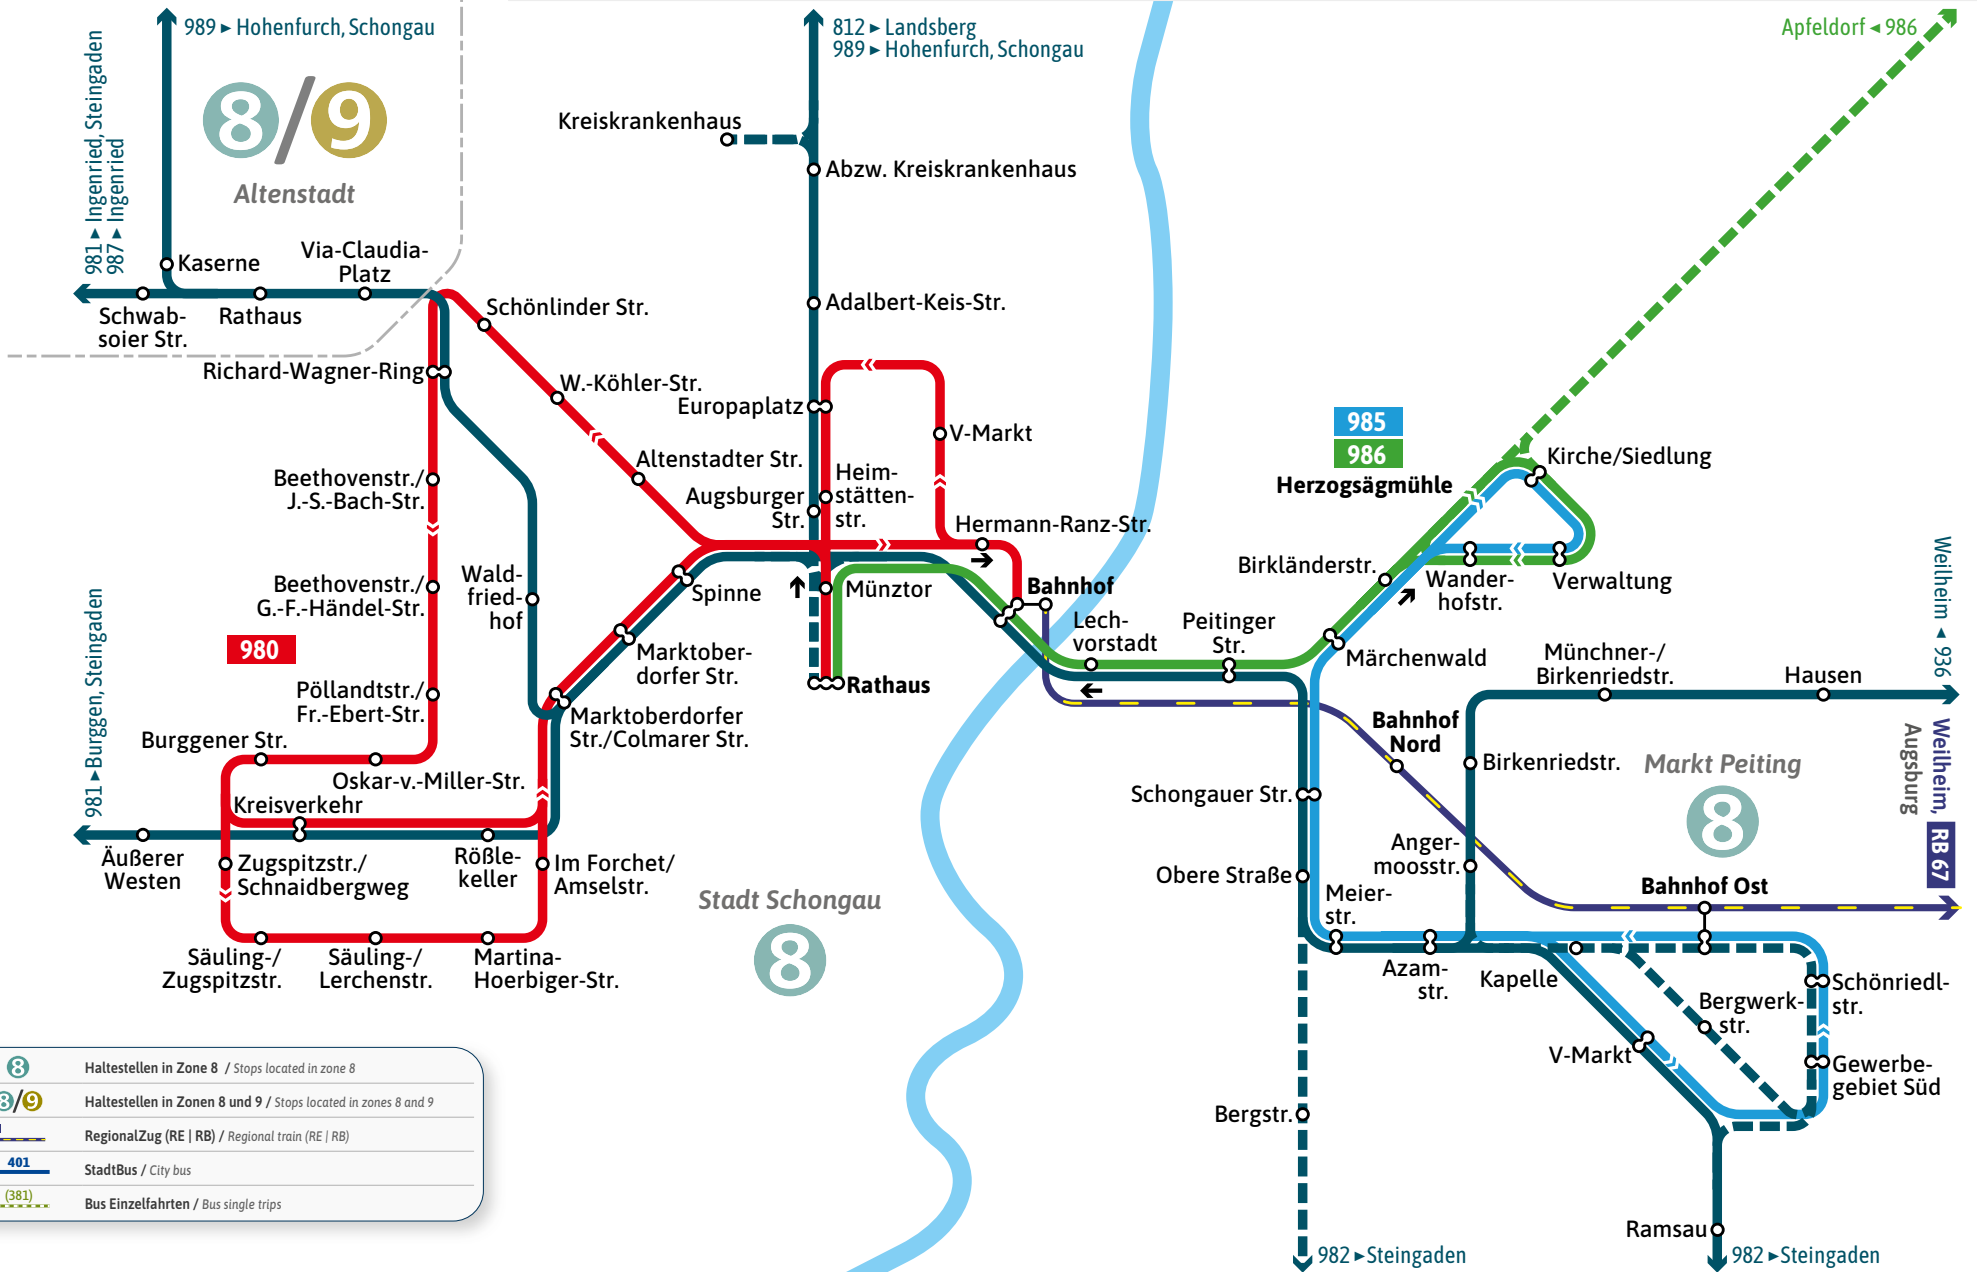 989 ▸ Hohenfurch, Schongau
981 ▸ Ingenried, Steingaden
987 ▸ Ingenried
8/9
Altenstadt
812 ▸ Landsberg
989 ▸ Hohenfurch, Schongau
Apfeldorf ◂ 986
Kreiskrankenhaus
Abzw. Kreiskrankenhaus
Kaserne
Via-Claudia-
Platz
Schwab-
soier Str.
Rathaus
Schönlinder Str.
Adalbert-Keis-Str.
Richard-Wagner-Ring
W.-Köhler-Str.
Europaplatz
V-Markt
985
986
Herzogsägmühle
Kirche/Siedlung
Beethovenstr./
J.-S.-Bach-Str.
Altenstadter Str.
Augsburger
Str.
Heim-
stätten-
str.
Hermann-Ranz-Str.
Birkländerstr.
Wander-
hofstr.
Verwaltung
Beethovenstr./
G.-F.-Händel-Str.
Wald-
fried-
hof
Spinne
Münztor
Bahnhof
Lech-
vorstadt
Peitinger
Str.
Märchenwald
Weilheim ◂ 936
980
981 ▸ Burggen, Steingaden
Marktober-
dorfer Str.
Rathaus
Münchner-/
Birkenriedstr.
Hausen
Pöllandtstr./
Fr.-Ebert-Str.
Marktoberdorfer
Str./Colmarer Str.
Bahnhof
Nord
Burggener Str.
Oskar-v.-Miller-Str.
Birkenriedstr.
Markt Peiting
8
Weilheim,
Augsburg
RB 67
Kreisverkehr
Schongauer Str.
Äußerer
Westen
Zugspitzstr./
Schnaidbergweg
Rößle-
keller
Im Forchet/
Amselstr.
Anger-
moosstr.
Obere Straße
Meier-
str.
Bahnhof Ost
Stadt Schongau
8
Säuling-/
Zugspitzstr.
Säuling-/
Lerchenstr.
Martina-
Hoerbiger-Str.
Azam-
str.
Kapelle
Schönriedl-
str.
Bergwerk-
str.
V-Markt
Gewerbe-
gebiet Süd
Bergstr.
Ramsau
982 ▸ Steingaden
982 ▸ Steingaden
8 Haltestellen in Zone 8 / Stops located in zone 8
8/9 Haltestellen in Zonen 8 und 9 / Stops located in zones 8 and 9
RegionalZug (RE | RB) / Regional train (RE | RB)
401 StadtBus / City bus
(381) Bus Einzelfahrten / Bus single trips